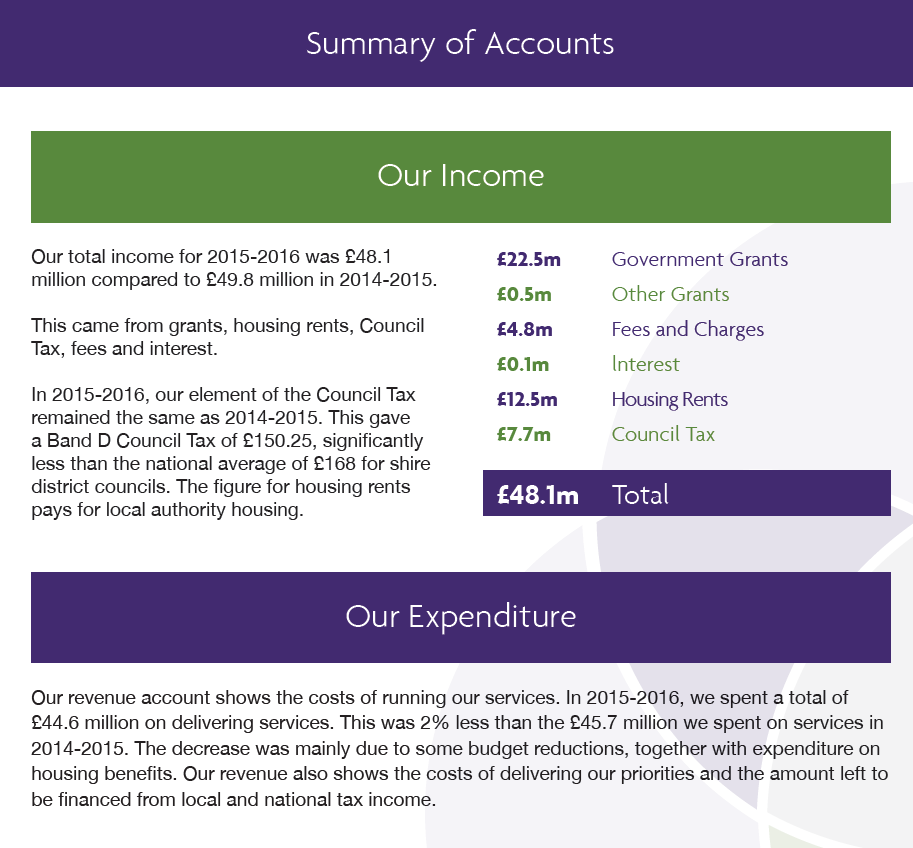 Summary of Accounts
Our Income
Our total income for 2015-2016 was £48.1
million compared to £49.8 million in 2014-2015.
This came from grants, housing rents, Council
Tax, fees and interest.
In 2015-2016, our element of the Council Tax
remained the same as 2014-2015. This gave
a Band D Council Tax of £150.25, significantly
less than the national average of £168 for shire
district councils. The figure for housing rents
pays for local authority housing.
£22.5m Government Grants
£0.5m Other Grants
£4.8m Fees and Charges
£0.1m Interest
£12.5m Housing Rents
£7.7m Council Tax
£48.1m Total
Our Expenditure
Our revenue account shows the costs of running our services. In 2015-2016, we spent a total of
£44.6 million on delivering services. This was 2% less than the £45.7 million we spent on services in
2014-2015. The decrease was mainly due to some budget reductions, together with expenditure on
housing benefits. Our revenue also shows the costs of delivering our priorities and the amount left to
be financed from local and national tax income.